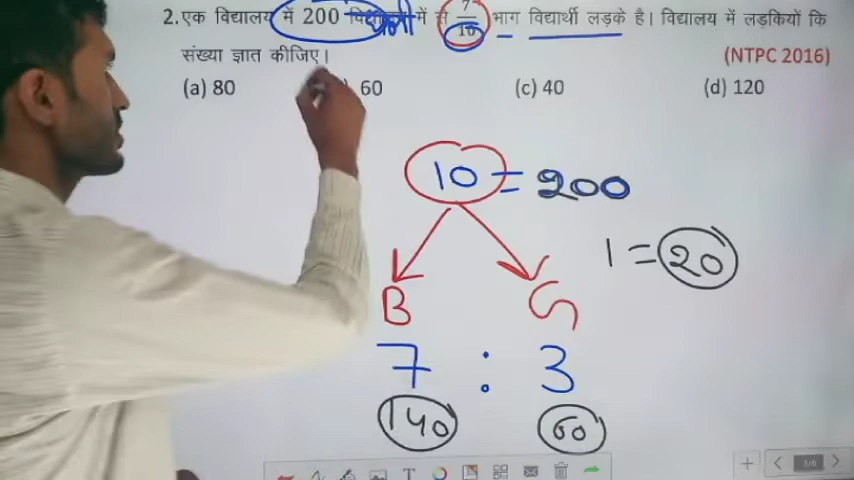 2. एक विद्यालय में 200 में से 7/10 भाग विद्यार्थी लड़के है। विद्यालय में लड़कियों कि
संख्या ज्ञात कीजिए।
(NTPC 2016)
(a) 80 60 (c) 40 (d) 120
10 = 200
1 = 20
B G
7 : 3
140 60